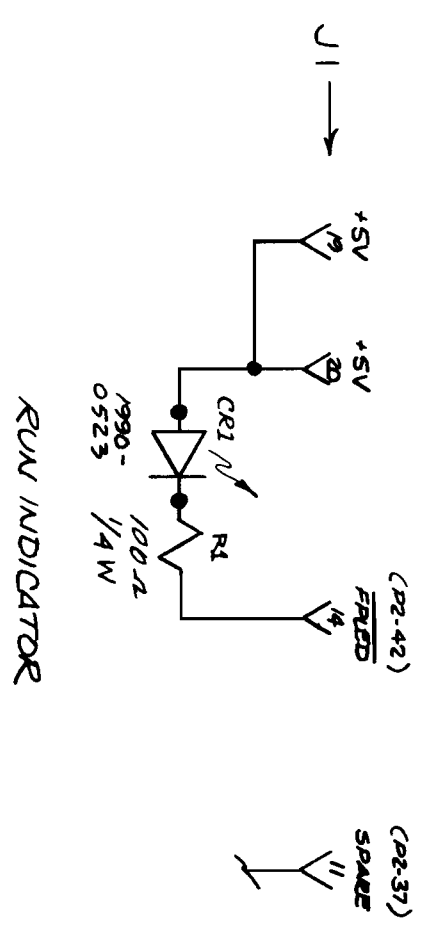 J1
+5V
19
+5V
20
CR1
1990-
0523
R1
100Ω
1/4W
(P2-42)
FPLED
14
(P2-37)
SPARE
11
RUN INDICATOR